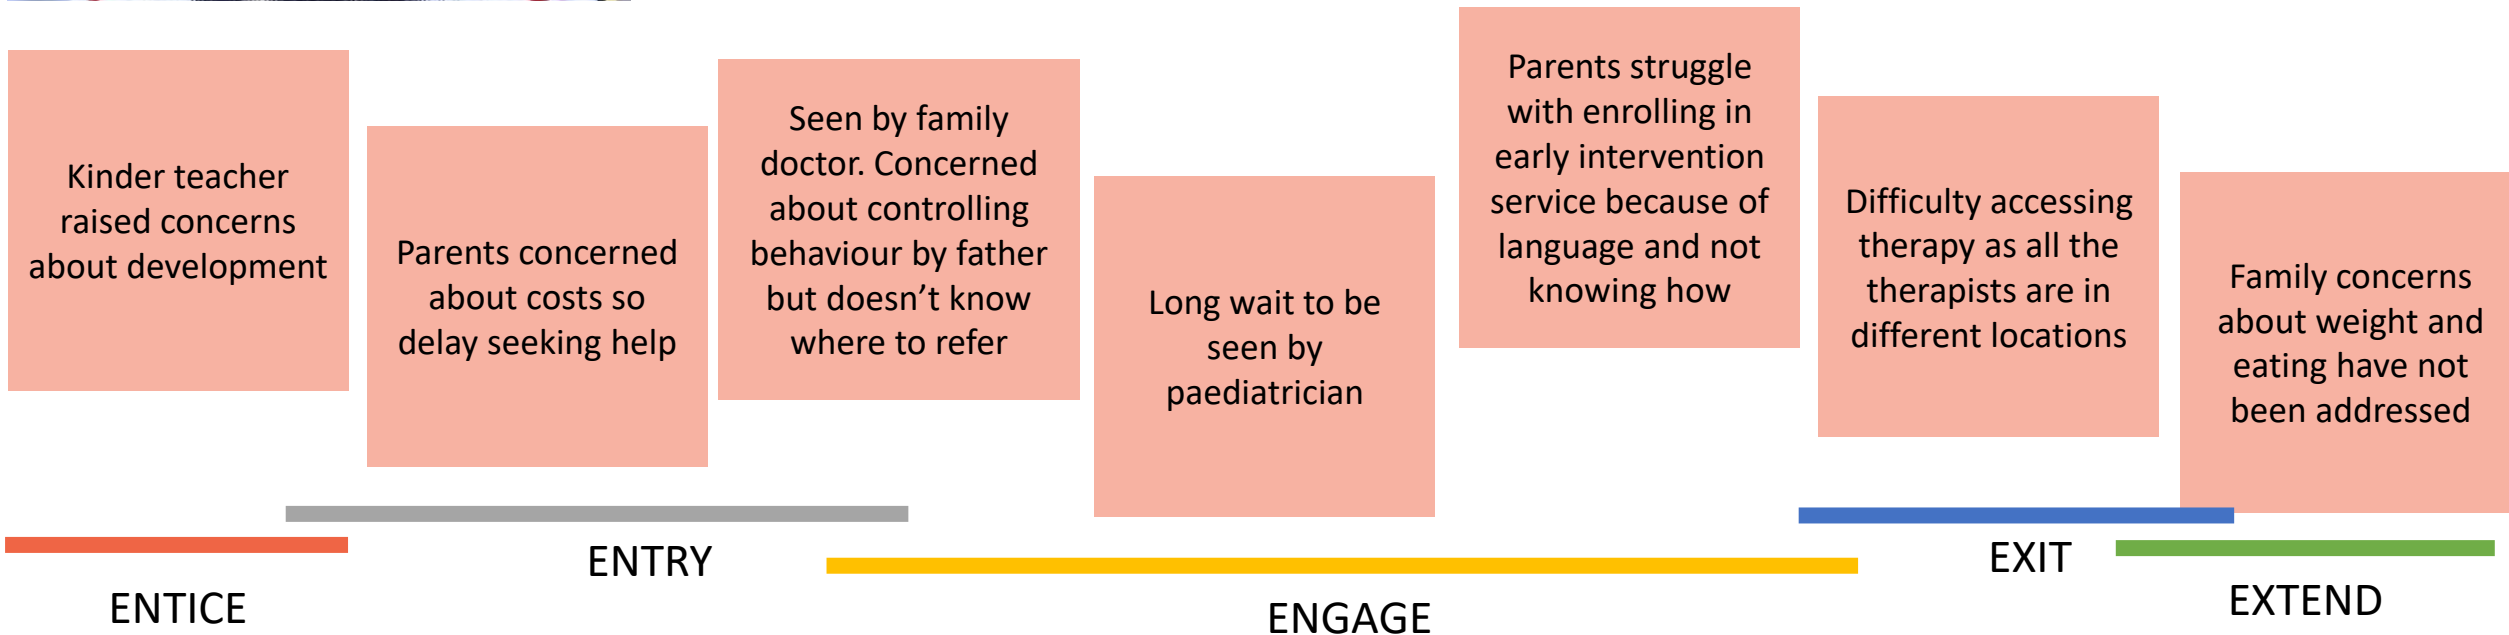 Kinder teacher
raised concerns
about development
Parents concerned
about costs so
delay seeking help
Seen by family
doctor. Concerned
about controlling
behaviour by father
but doesn’t know
where to refer
Long wait to be
seen by
paediatrician
Parents struggle
with enrolling in
early intervention
service because of
language and not
knowing how
Difficulty accessing
therapy as all the
therapists are in
different locations
Family concerns
about weight and
eating have not
been addressed
ENTICE
ENTRY
ENGAGE
EXIT
EXTEND